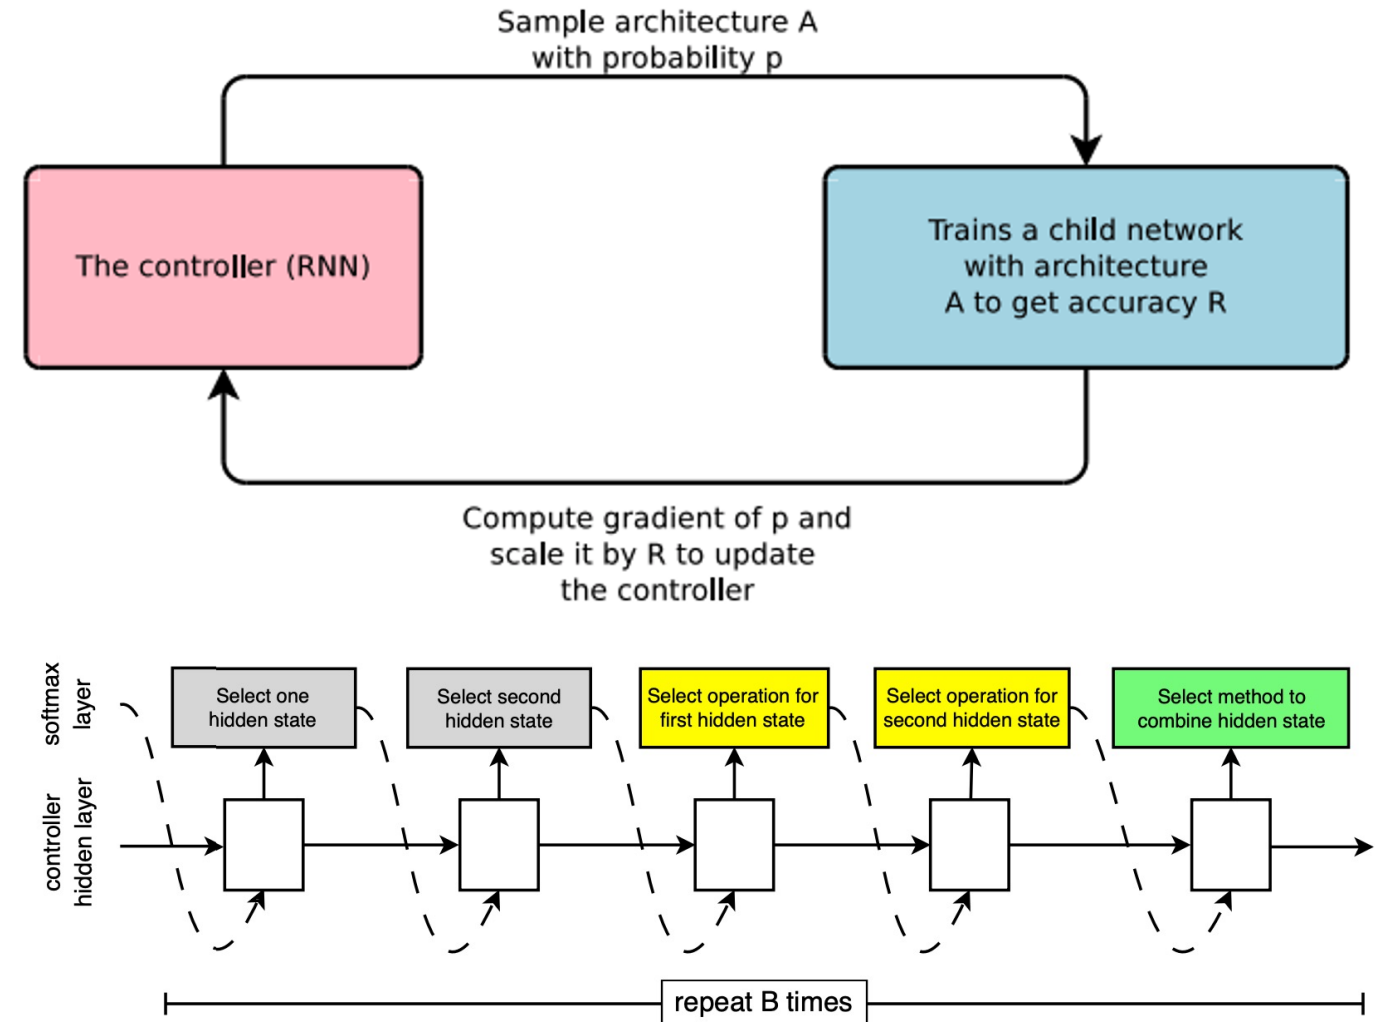 Sample architecture A
with probability p
The controller (RNN)
Trains a child network
with architecture
A to get accuracy R
Compute gradient of p and
scale it by R to update
the controller
softmax
layer
Select one
hidden state
Select second
hidden state
Select operation for
first hidden state
Select operation for
second hidden state
Select method to
combine hidden state
controller
hidden layer
repeat B times